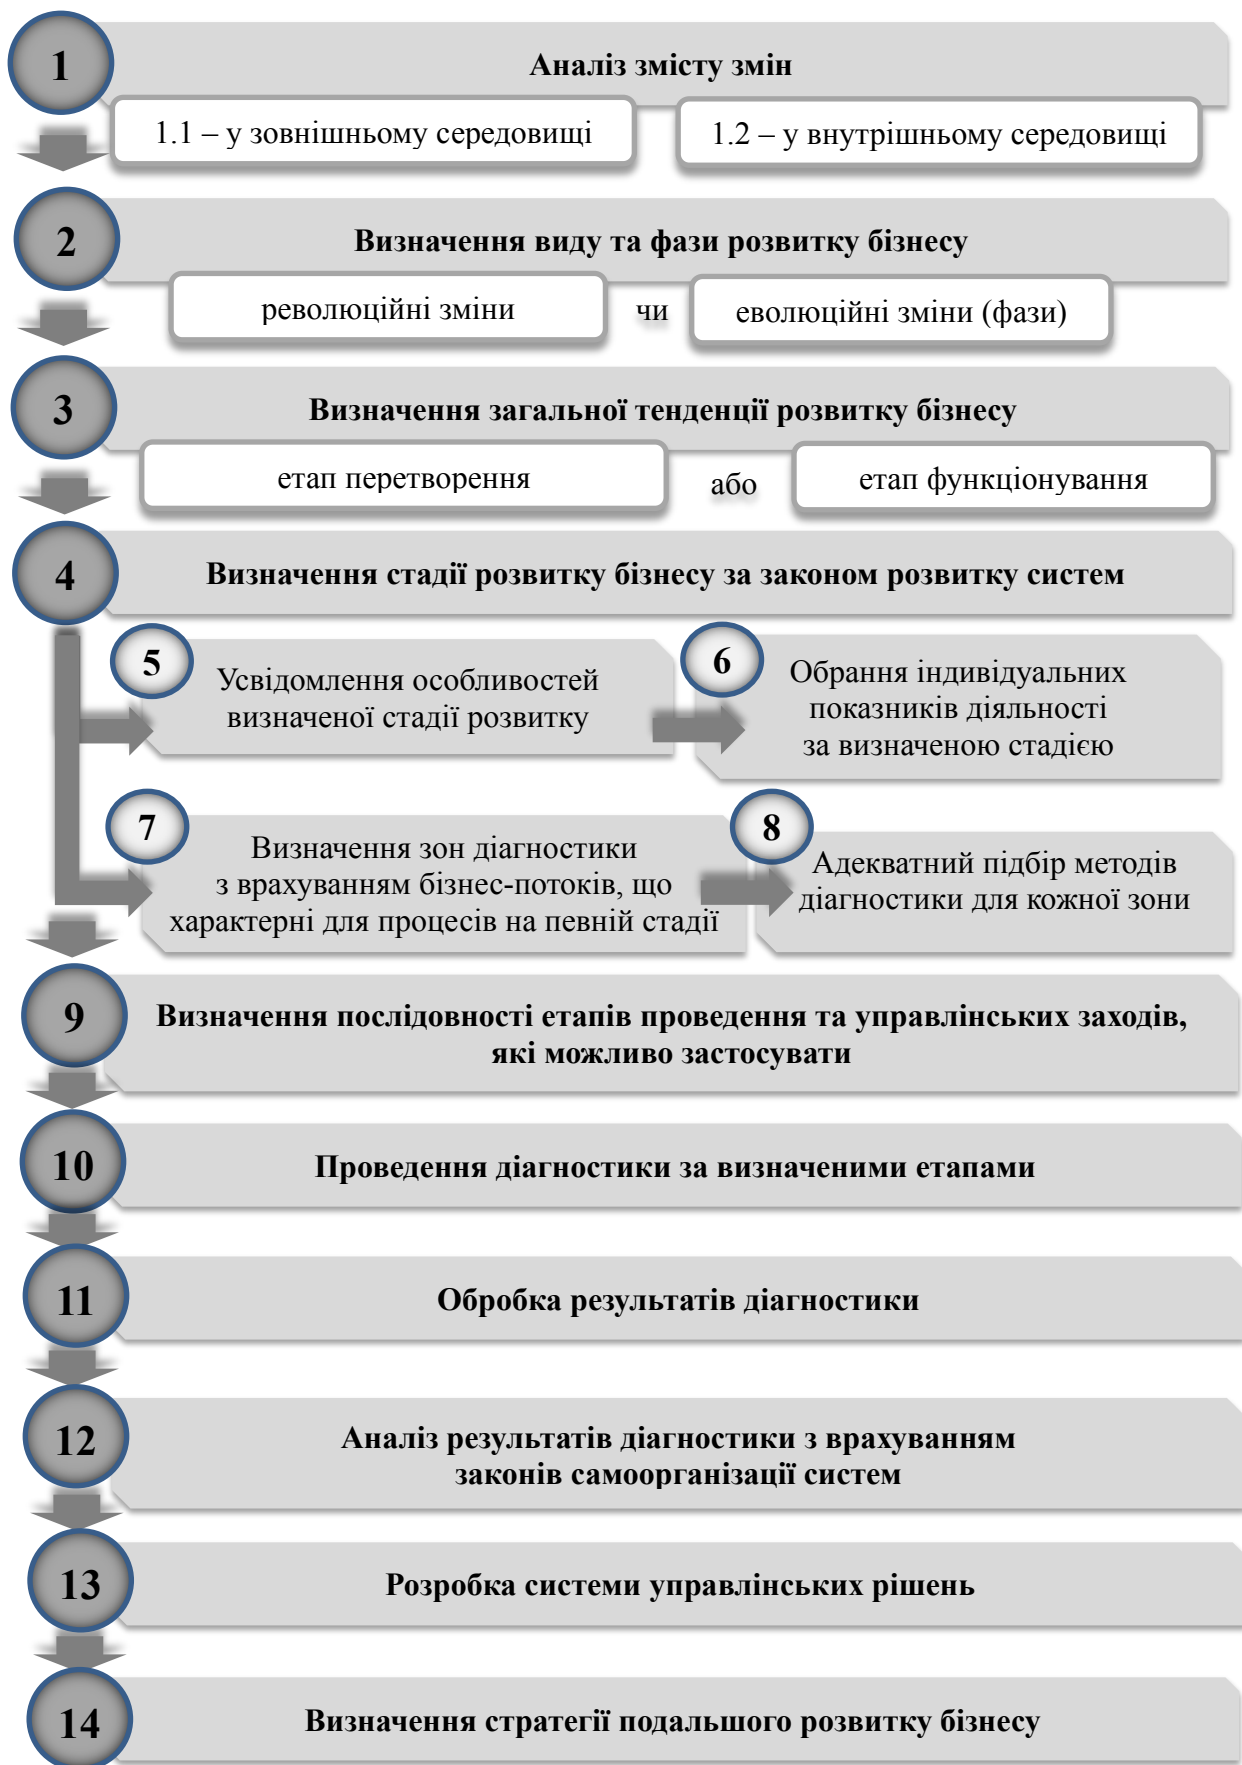 1
Аналіз змісту змін
1.1 – у зовнішньому середовищі
1.2 – у внутрішньому середовищі
2
Визначення виду та фази розвитку бізнесу
революційні зміни
чи
еволюційні зміни (фази)
3
Визначення загальної тенденції розвитку бізнесу
етап перетворення
або
етап функціонування
4
Визначення стадії розвитку бізнесу за законом розвитку систем
5
Усвідомлення особливостей
визначеної стадії розвитку
6
Обрання індивідуальних
показників діяльності
за визначеною стадією
7
Визначення зон діагностики
з врахуванням бізнес-потоків, що
характерні для процесів на певній стадії
8
Адекватний підбір методів
діагностики для кожної зони
9
Визначення послідовності етапів проведення та управлінських заходів,
які можливо застосувати
10
Проведення діагностики за визначеними етапами
11
Обробка результатів діагностики
12
Аналіз результатів діагностики з врахуванням
законів самоорганізації систем
13
Розробка системи управлінських рішень
14
Визначення стратегії подальшого розвитку бізнесу